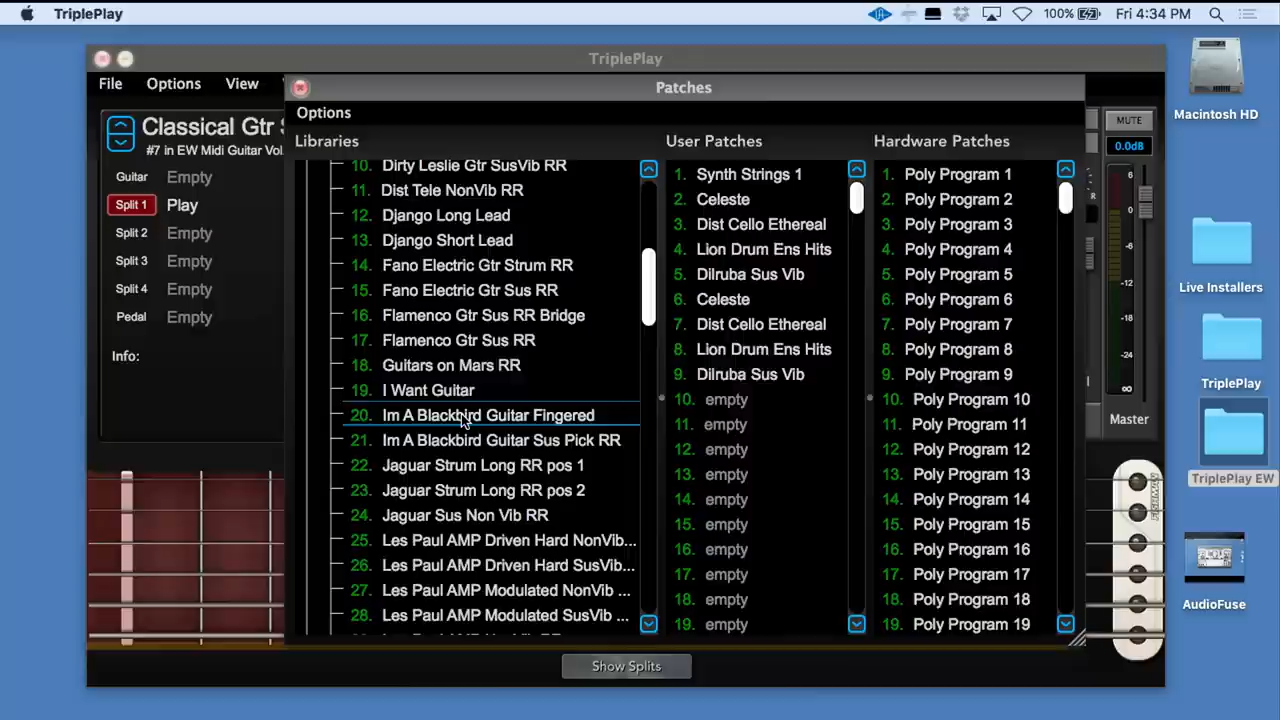 TriplePlay
100%
Fri 4:34 PM
TriplePlay
File Options View
Patches
Options
Classical Gtr S
#7 in EW Midi Guitar Vol.
Guitar Empty
Split 1 Play
Split 2 Empty
Split 3 Empty
Split 4 Empty
Pedal Empty
Info:
Libraries
10. Dirty Leslie Gtr SusVib RR
11. Dist Tele NonVib RR
12. Django Long Lead
13. Django Short Lead
14. Fano Electric Gtr Strum RR
15. Fano Electric Gtr Sus RR
16. Flamenco Gtr Sus RR Bridge
17. Flamenco Gtr Sus RR
18. Guitars on Mars RR
19. I Want Guitar
20. Im A Blackbird Guitar Fingered
21. Im A Blackbird Guitar Sus Pick RR
22. Jaguar Strum Long RR pos 1
23. Jaguar Strum Long RR pos 2
24. Jaguar Sus Non Vib RR
25. Les Paul AMP Driven Hard NonVib...
26. Les Paul AMP Driven Hard SusVib...
27. Les Paul AMP Modulated NonVib ...
28. Les Paul AMP Modulated SusVib ...
User Patches
1. Synth Strings 1
2. Celeste
3. Dist Cello Ethereal
4. Lion Drum Ens Hits
5. Dilruba Sus Vib
6. Celeste
7. Dist Cello Ethereal
8. Lion Drum Ens Hits
9. Dilruba Sus Vib
10. empty
11. empty
12. empty
13. empty
14. empty
15. empty
16. empty
17. empty
18. empty
19. empty
Hardware Patches
1. Poly Program 1
2. Poly Program 2
3. Poly Program 3
4. Poly Program 4
5. Poly Program 5
6. Poly Program 6
7. Poly Program 7
8. Poly Program 8
9. Poly Program 9
10. Poly Program 10
11. Poly Program 11
12. Poly Program 12
13. Poly Program 13
14. Poly Program 14
15. Poly Program 15
16. Poly Program 16
17. Poly Program 17
18. Poly Program 18
19. Poly Program 19
MUTE
0.0dB
6
0
-6
-12
-18
-24
∞
Master
FISHMAN
Show Splits
Macintosh HD
Live Installers
TriplePlay
TriplePlay EW
AudioFuse